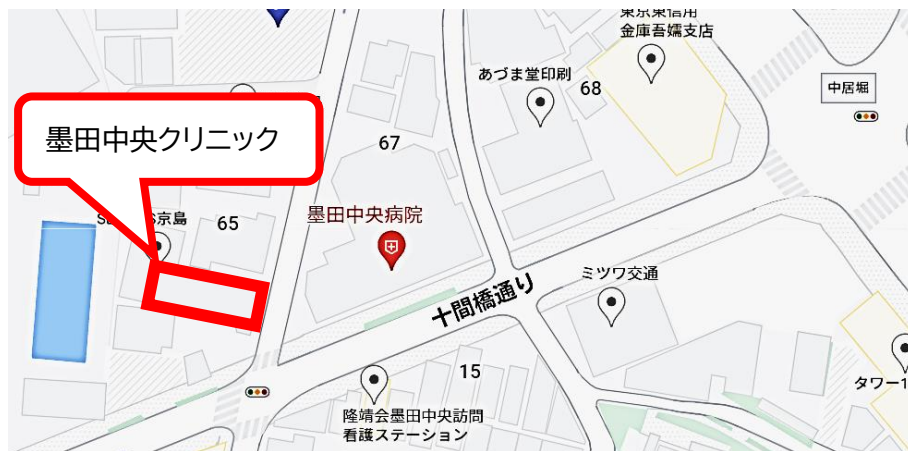 東京東信用
金庫吾嬬支店
あづま堂印刷
68
中居堀
墨田中央クリニック
67
京島
65
墨田中央病院
ミツワ交通
十間橋通り
15
タワー1
隆靖会墨田中央訪問
看護ステーション